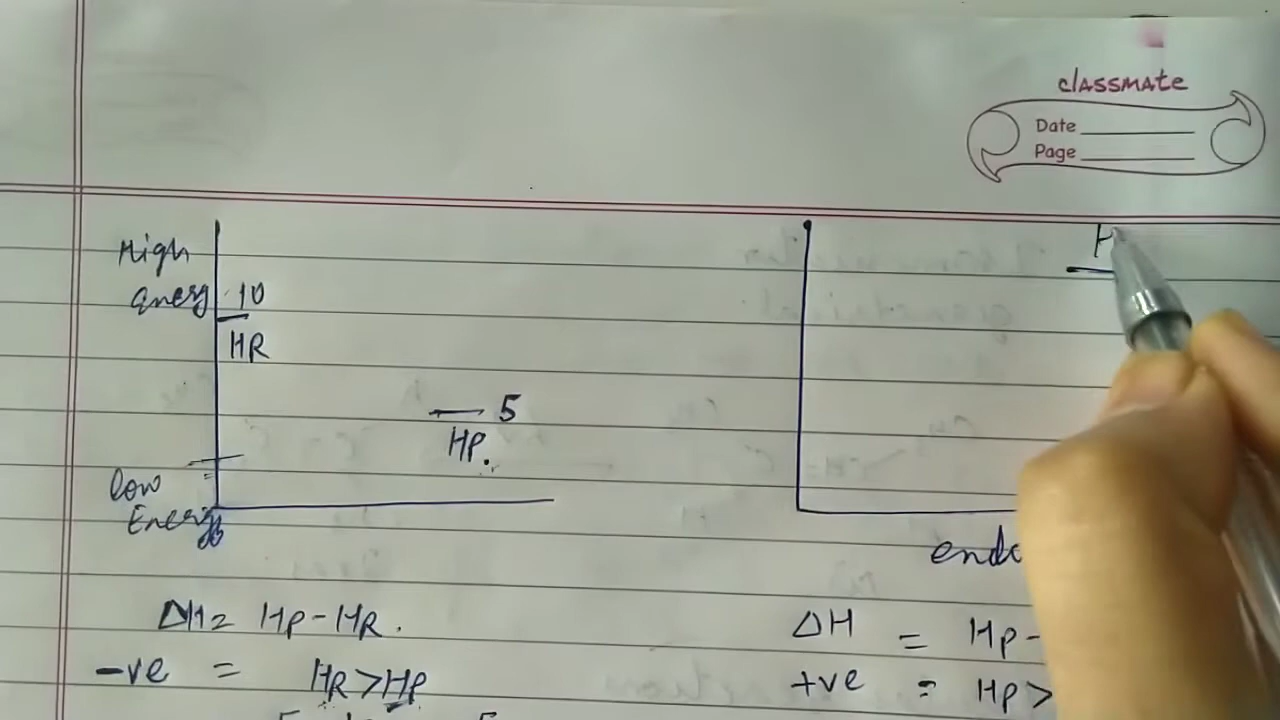 classmate
Date
Page
High
energy 10
HR
5
HP.
low
Energy
endo
ΔH = HP - HR.
-ve = HR > HP
ΔH = HP -
+ve = HP >